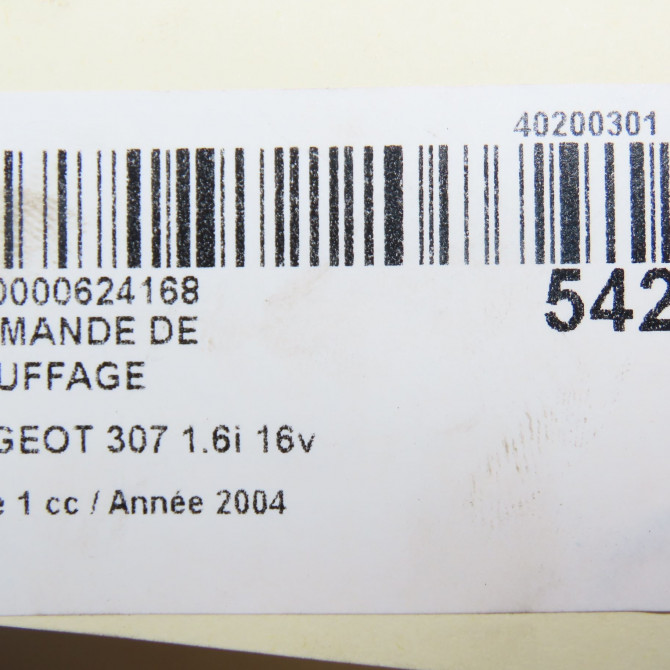 40200301
0000624168
542
MANDE DE
UFFAGE
GEOT 307 1.6i 16v
e 1 cc / Année 2004